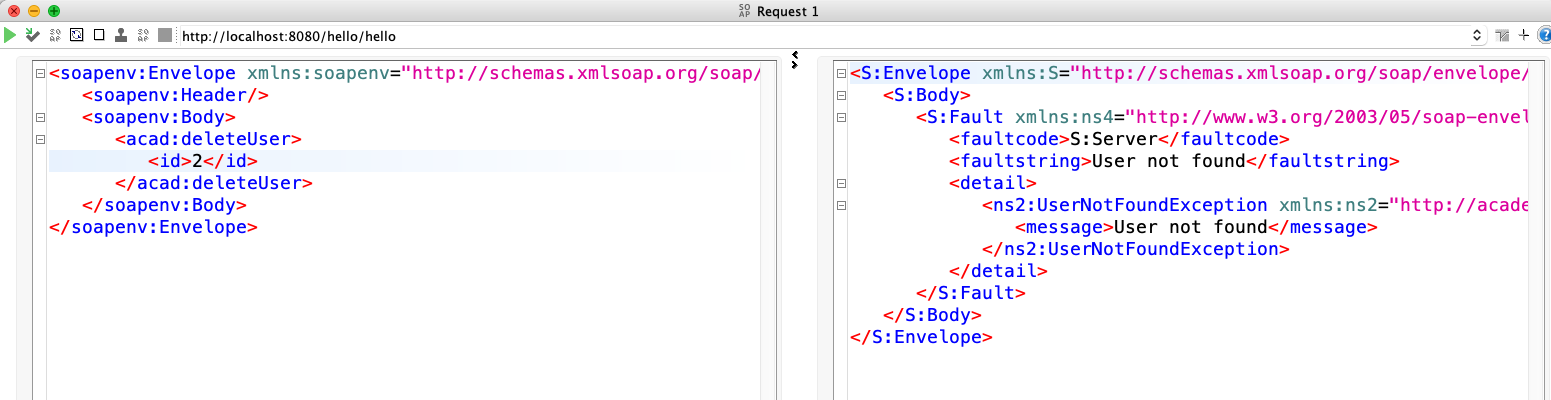 SO AP Request 1
http://localhost:8080/hello/hello
<soapenv:Envelope xmlns:soapenv="http://schemas.xmlsoap.org/soap/
<soapenv:Header/>
<soapenv:Body>
<acad:deleteUser>
<id>2</id>
</acad:deleteUser>
</soapenv:Body>
</soapenv:Envelope>
<S:Envelope xmlns:S="http://schemas.xmlsoap.org/soap/envelope/
<S:Body>
<S:Fault xmlns:ns4="http://www.w3.org/2003/05/soap-envel
<faultcode>S:Server</faultcode>
<faultstring>User not found</faultstring>
<detail>
<ns2:UserNotFoundException xmlns:ns2="http://acade
<message>User not found</message>
</ns2:UserNotFoundException>
</detail>
</S:Fault>
</S:Body>
</S:Envelope>